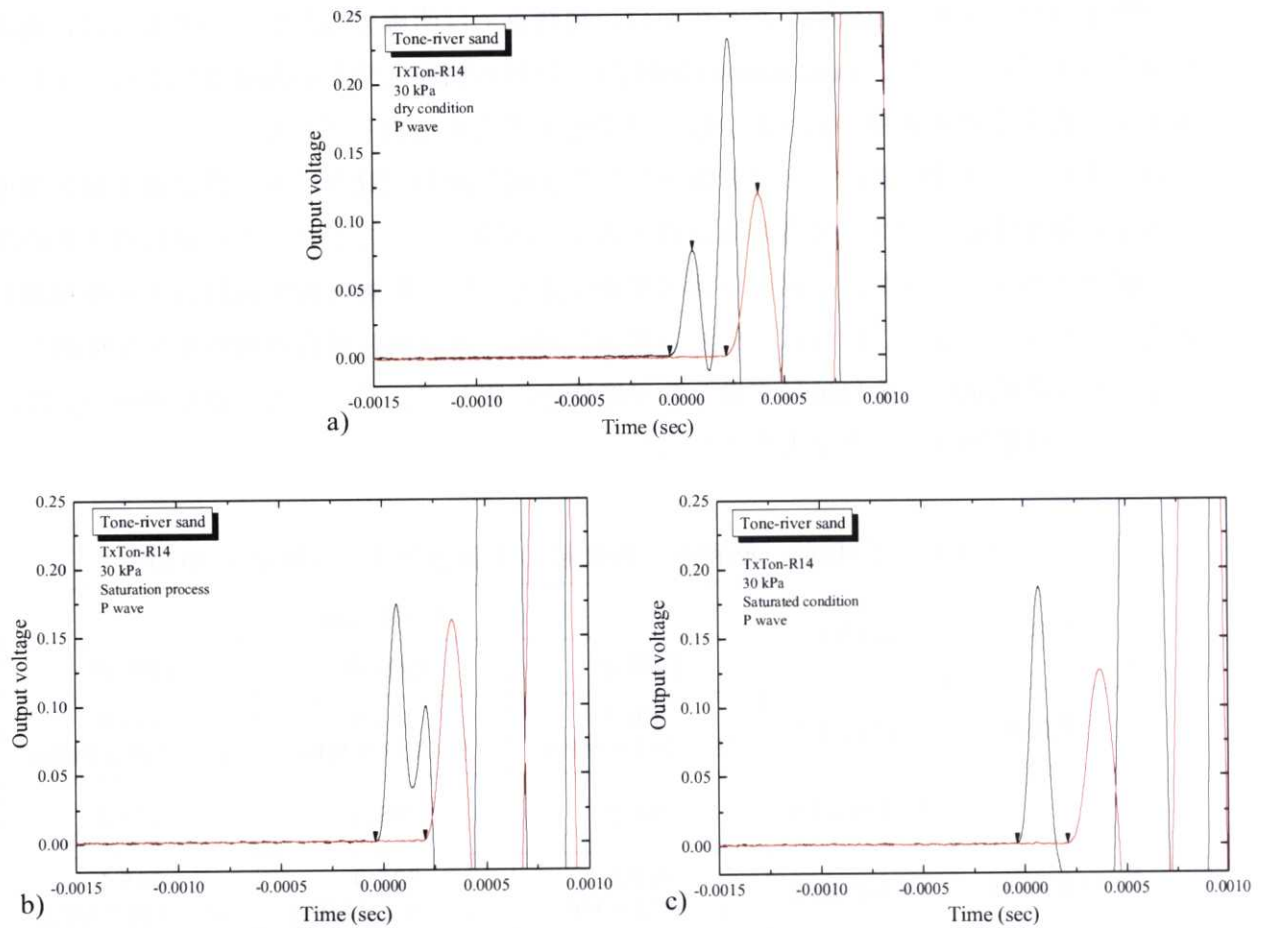 0.25
Tone-river sand
TxTon-R14
30 kPa
dry condition
P wave
0.20
0.15
0.10
0.05
0.00
Output voltage
-0.0015 -0.0010 -0.0005 0.0000 0.0005 0.0010
Time (sec)
a)
0.25
Tone-river sand
TxTon-R14
30 kPa
Saturation process
P wave
0.20
0.15
0.10
0.05
0.00
Output voltage
-0.0015 -0.0010 -0.0005 0.0000 0.0005 0.0010
Time (sec)
b)
0.25
Tone-river sand
TxTon-R14
30 kPa
Saturated condition
P wave
0.20
0.15
0.10
0.05
0.00
Output voltage
-0.0015 -0.0010 -0.0005 0.0000 0.0005 0.0010
Time (sec)
c)